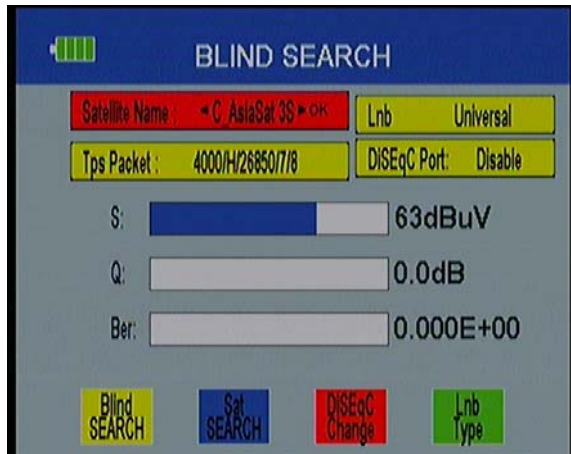 BLIND SEARCH
Satellite Name : ◄ C_AsiaSat 3S ► OK
Lnb Universal
Tps Packet : 4000/H/26850/7/8
DiSEqC Port: Disable
S: 63dBuV
Q: 0.0dB
Ber: 0.000E+00
Blind SEARCH
Sat SEARCH
DiSEqC Change
Lnb Type